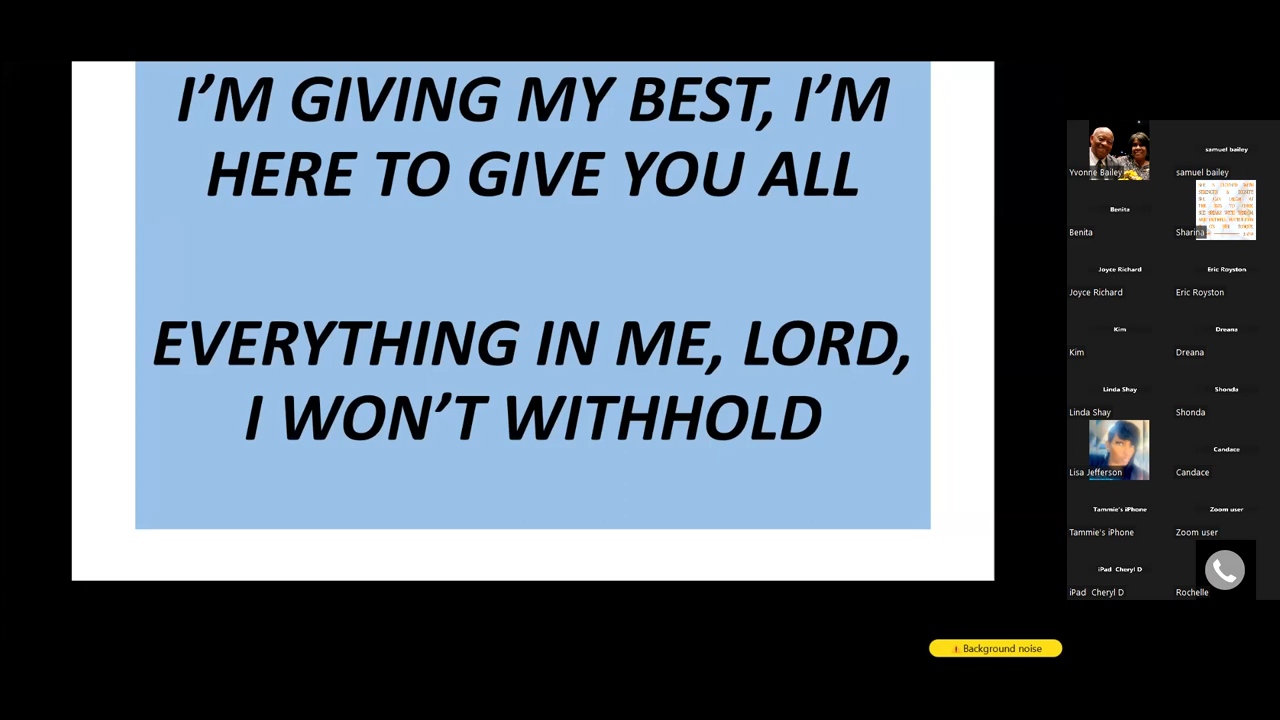 I'M GIVING MY BEST, I'M
HERE TO GIVE YOU ALL
EVERYTHING IN ME, LORD,
I WON'T WITHHOLD
Yvonne Bailey
samuel bailey
samuel bailey
Benita
Benita
Sharina
Joyce Richard
Joyce Richard
Eric Royston
Eric Royston
Kim
Kim
Dreana
Dreana
Linda Shay
Linda Shay
Shonda
Shonda
Lisa Jefferson
Candace
Candace
Tammie's iPhone
Tammie's iPhone
Zoom user
Zoom user
iPad Cheryl D
iPad Cheryl D
Rochelle
Background noise